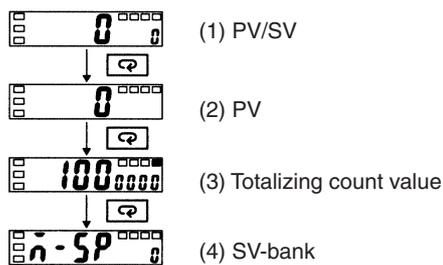 0 0 (1) PV/SV
0 (2) PV
100 0000 (3) Totalizing count value
ñ-SP 0 (4) SV-bank